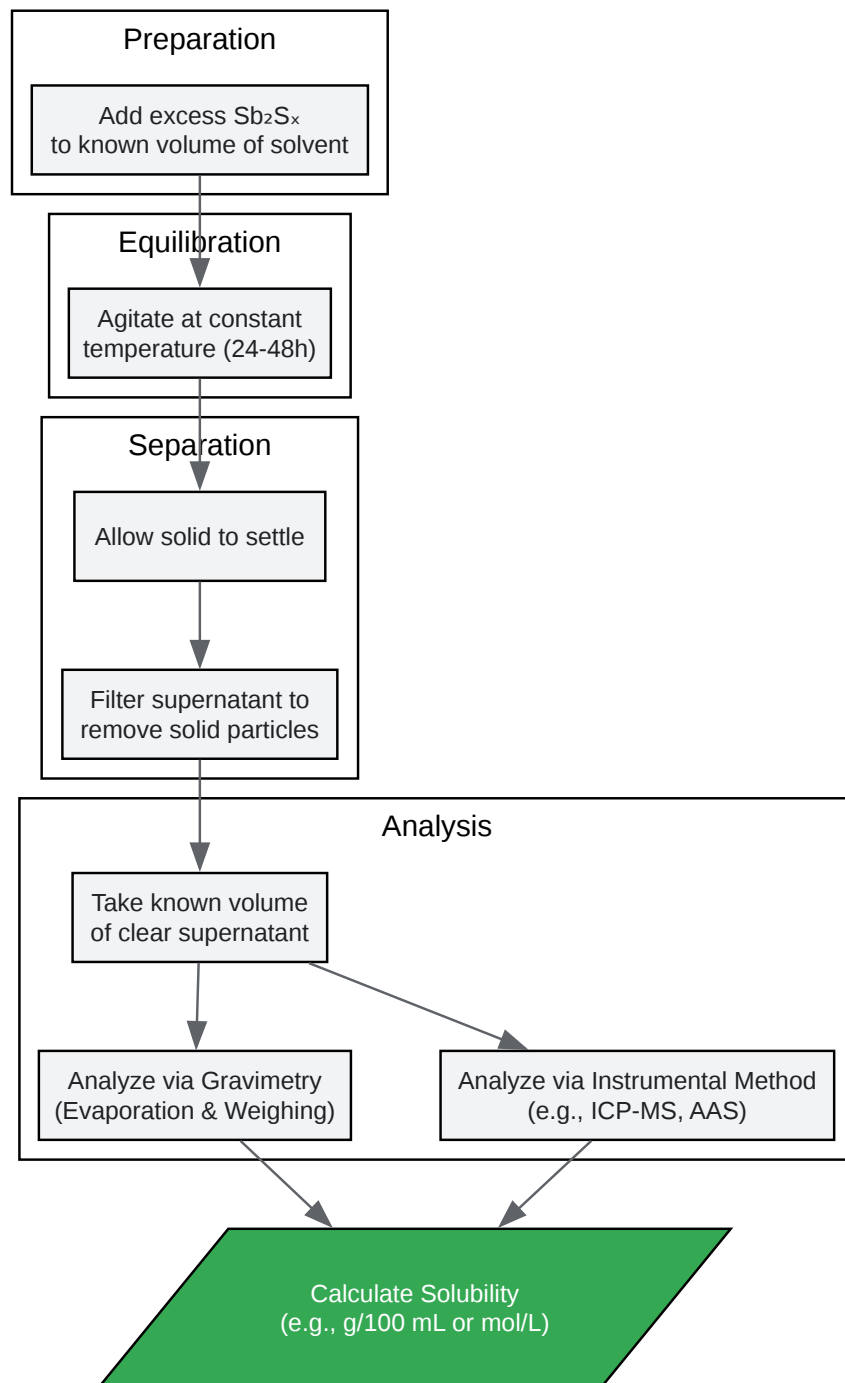 Preparation
Add excess Sb₂Sₓ
to known volume of solvent
Equilibration
Agitate at constant
temperature (24-48h)
Separation
Allow solid to settle
Filter supernatant to
remove solid particles
Analysis
Take known volume
of clear supernatant
Analyze via Gravimetry
(Evaporation & Weighing)
Analyze via Instrumental Method
(e.g., ICP-MS, AAS)
Calculate Solubility
(e.g., g/100 mL or mol/L)